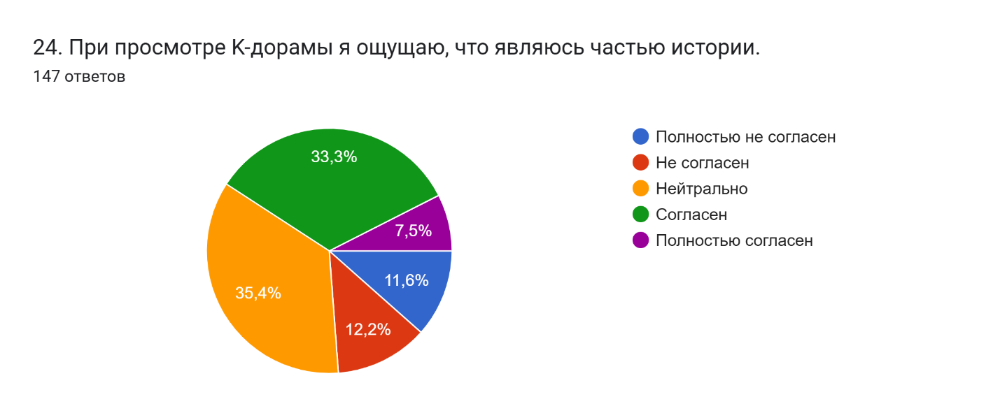 24. При просмотре K-дорамы я ощущаю, что являюсь частью истории.
147 ответов
33,3%
7,5%
11,6%
35,4%
12,2%
Полностью не согласен
Не согласен
Нейтрально
Согласен
Полностью согласен